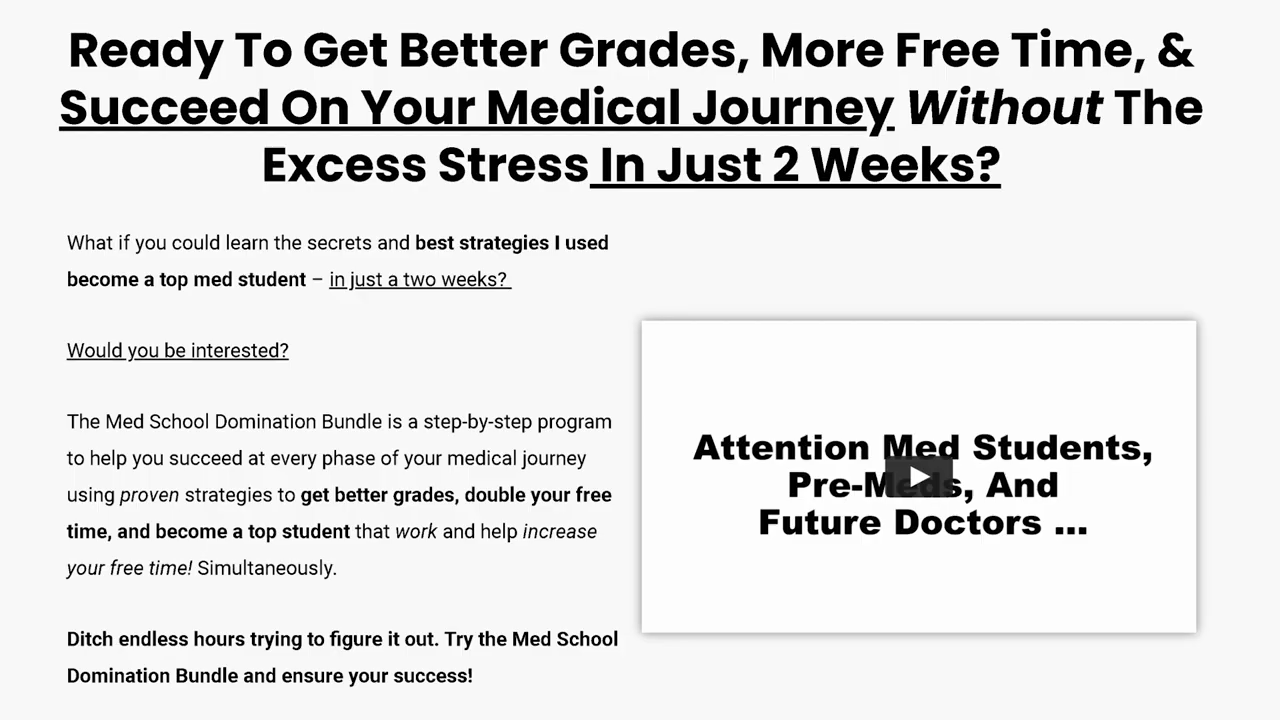 Ready To Get Better Grades, More Free Time, &
Succeed On Your Medical Journey Without The
Excess Stress In Just 2 Weeks?
What if you could learn the secrets and best strategies I used
become a top med student – in just a two weeks?
Would you be interested?
The Med School Domination Bundle is a step-by-step program
to help you succeed at every phase of your medical journey
using proven strategies to get better grades, double your free
time, and become a top student that work and help increase
your free time! Simultaneously.
Ditch endless hours trying to figure it out. Try the Med School
Domination Bundle and ensure your success!
Attention Med Students,
Pre-Meds, And
Future Doctors ...